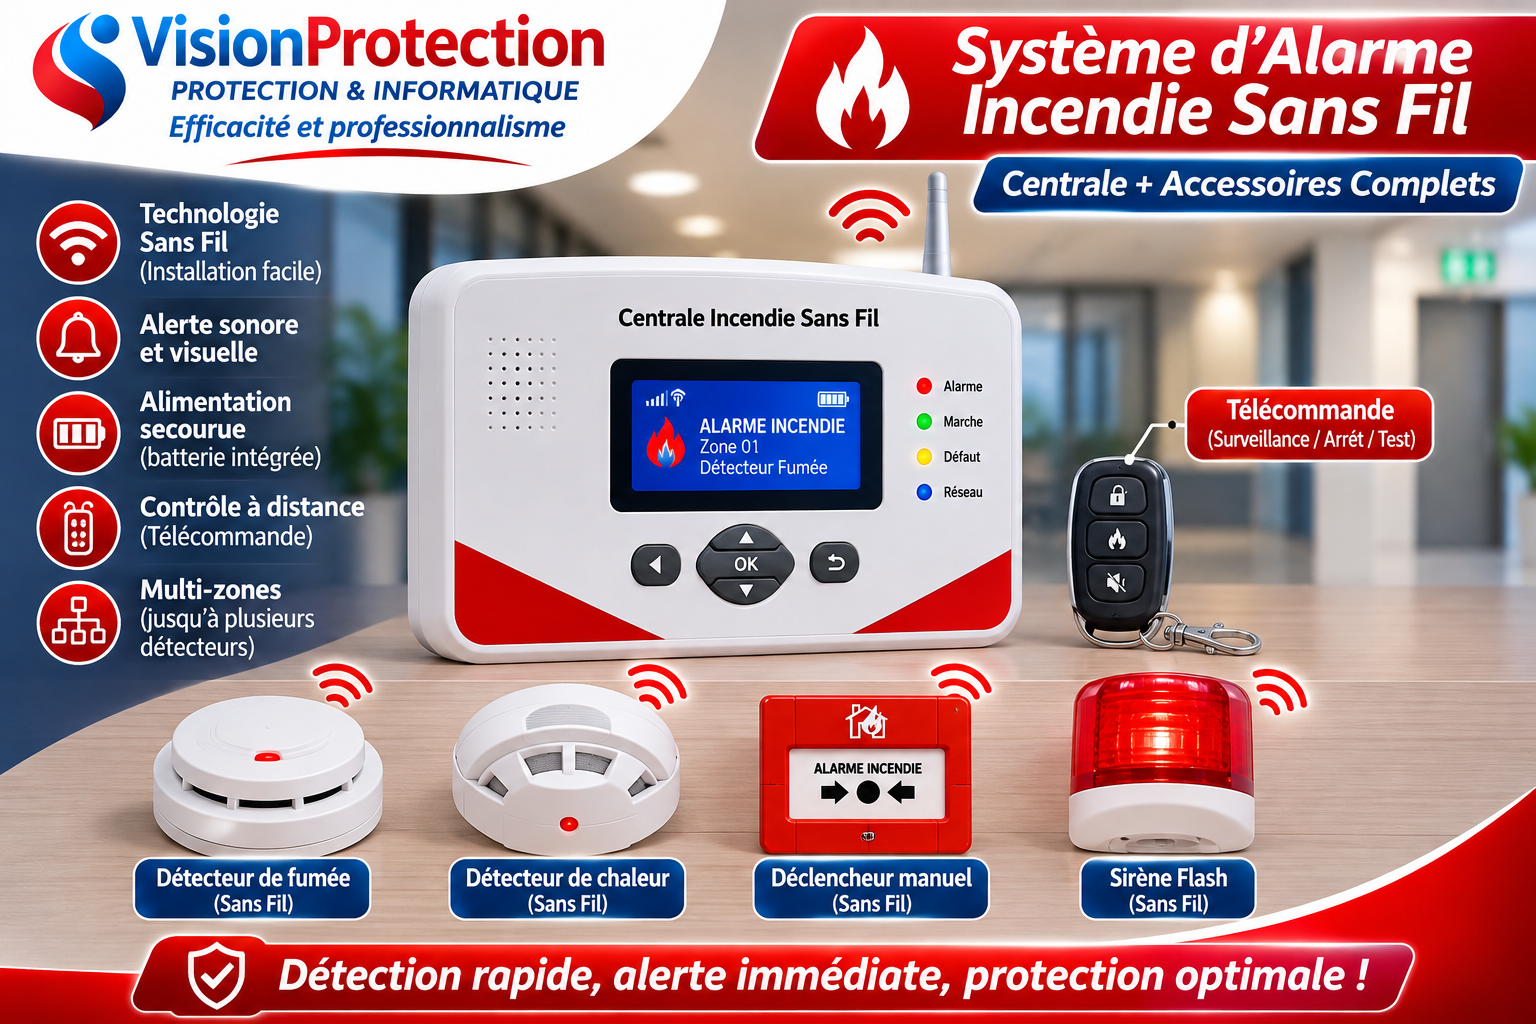 VisionProtection
PROTECTION & INFORMATIQUE
Efficacité et professionnalisme
Système d'Alarme
Incendie Sans Fil
Centrale + Accessoires Complets
Technologie
Sans Fil
(Installation facile)
Alerte sonore
et visuelle
Alimentation
secourue
(batterie intégrée)
Contrôle à distance
(Télécommande)
Multi-zones
(jusqu'à plusieurs
détecteurs)
Centrale Incendie Sans Fil
ALARME INCENDIE
Zone 01
Détecteur Fumée
Alarme
Marche
Défaut
Réseau
OK
Télécommande
(Surveillance / Arrét / Test)
ALARME INCENDIE
Détecteur de fumée
(Sans Fil)
Détecteur de chaleur
(Sans Fil)
Déclencheur manuel
(Sans Fil)
Sirène Flash
(Sans Fil)
Détection rapide, alerte immédiate, protection optimale !